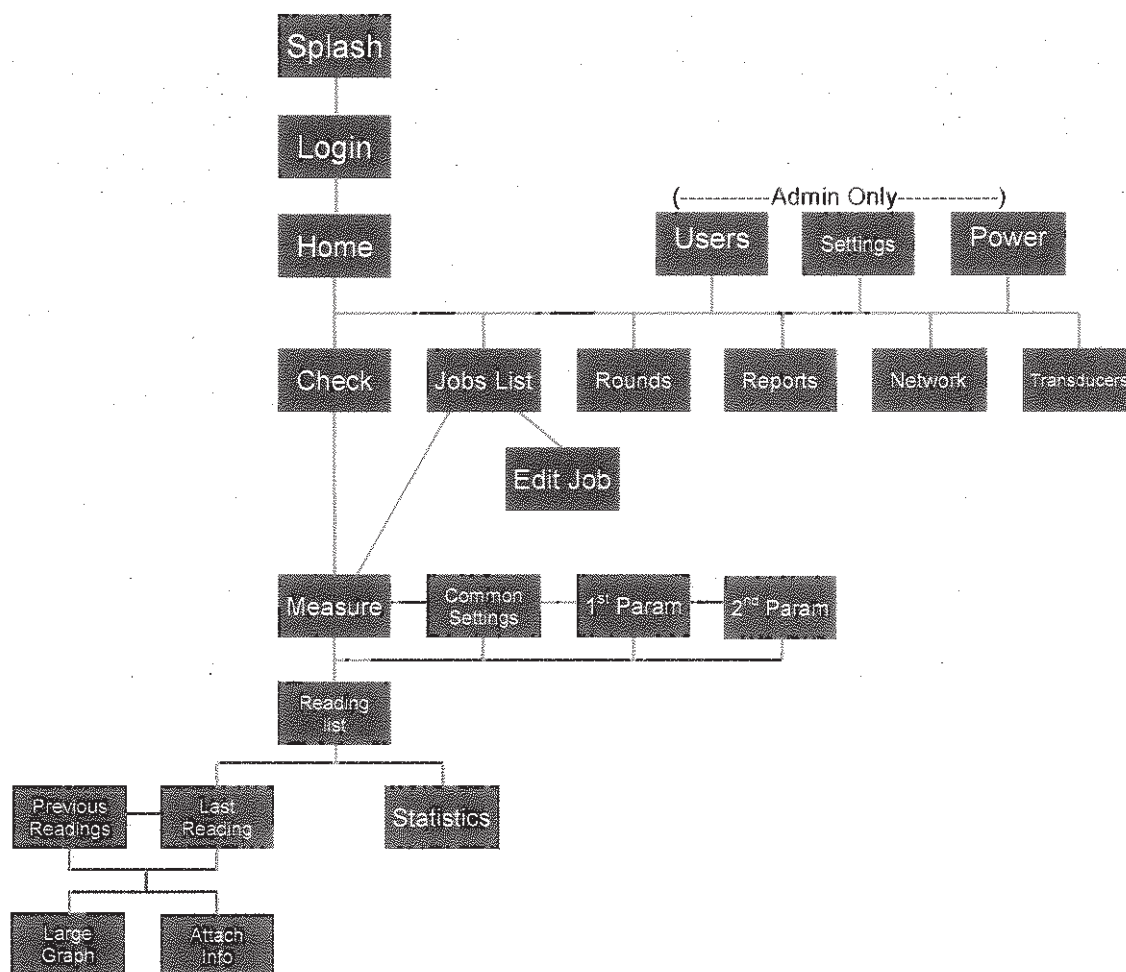 Splash
Login
(----------Admin Only-----------)
Home
Users
Settings
Power
Check
Jobs List
Rounds
Reports
Network
Transducers
Edit Job
Measure
Common
Settings
1st Param
2nd Param
Reading
list
Previous
Readings
Last
Reading
Statistics
Large
Graph
Attach
Info